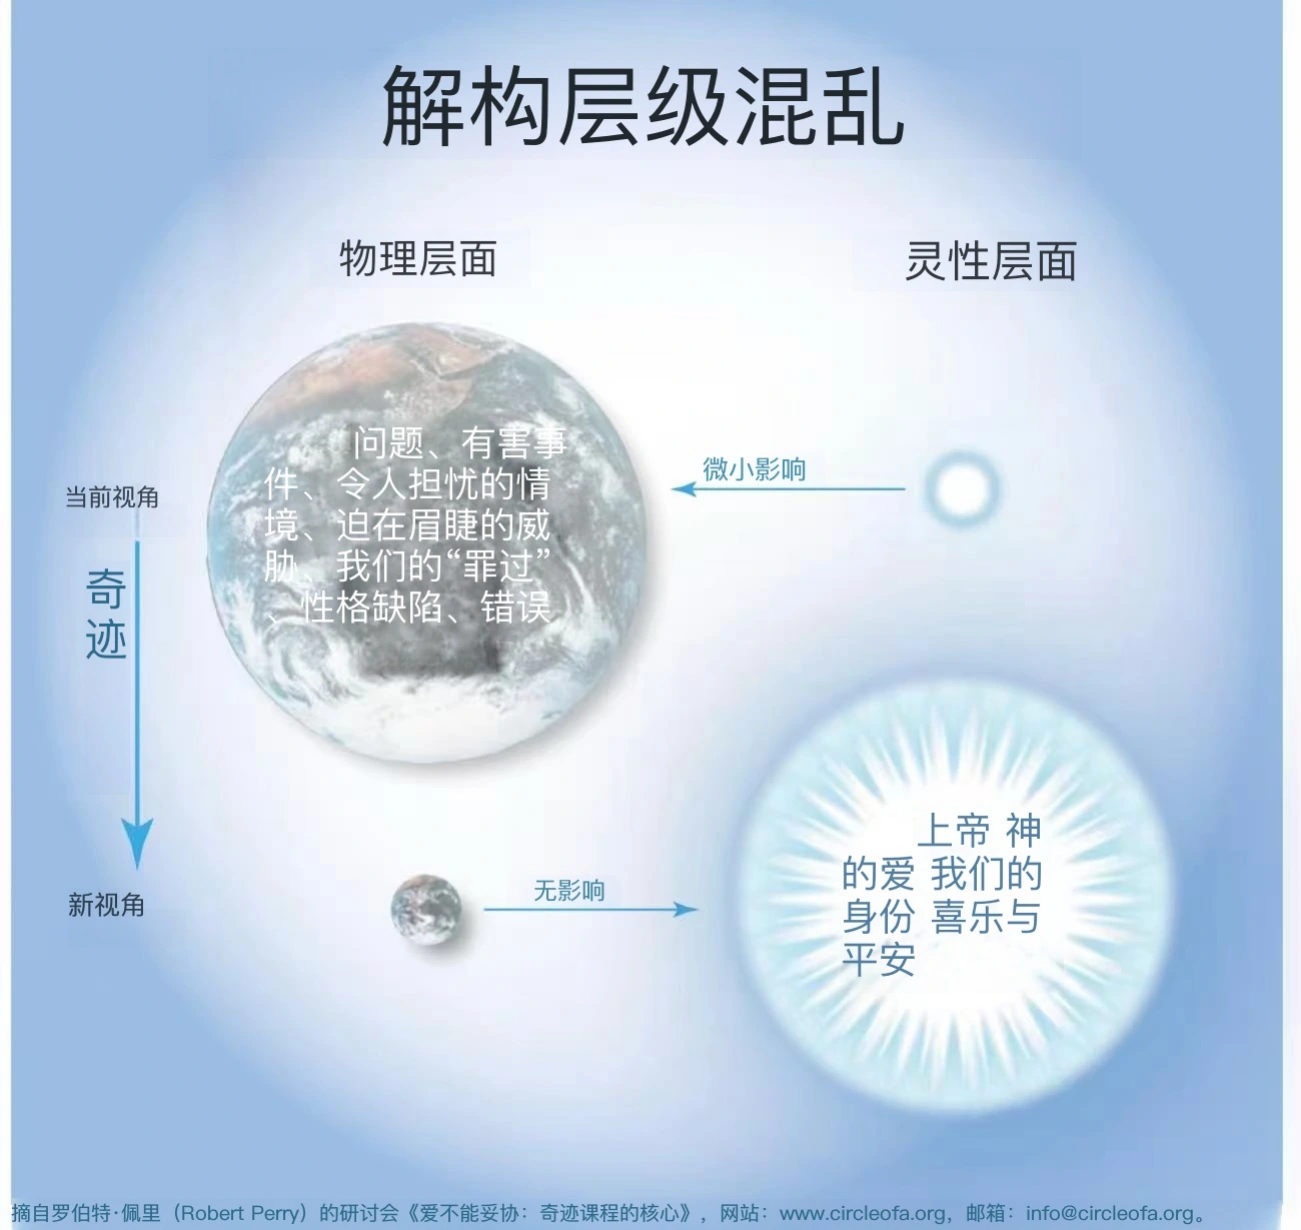 解构层级混乱
物理层面
灵性层面
问题、有害事
件、令人担忧的情
境、迫在眉睫的威
胁、我们的“罪过”
、性格缺陷、错误
微小影响
当前视角
奇
迹
新视角
无影响
上帝 神
的爱 我们的
身份 喜乐与
平安
摘自罗伯特·佩里（Robert Perry）的研讨会《爱不能妥协：奇迹课程的核心》，网站：www.circleofa.org，邮箱：info@circleofa.org。